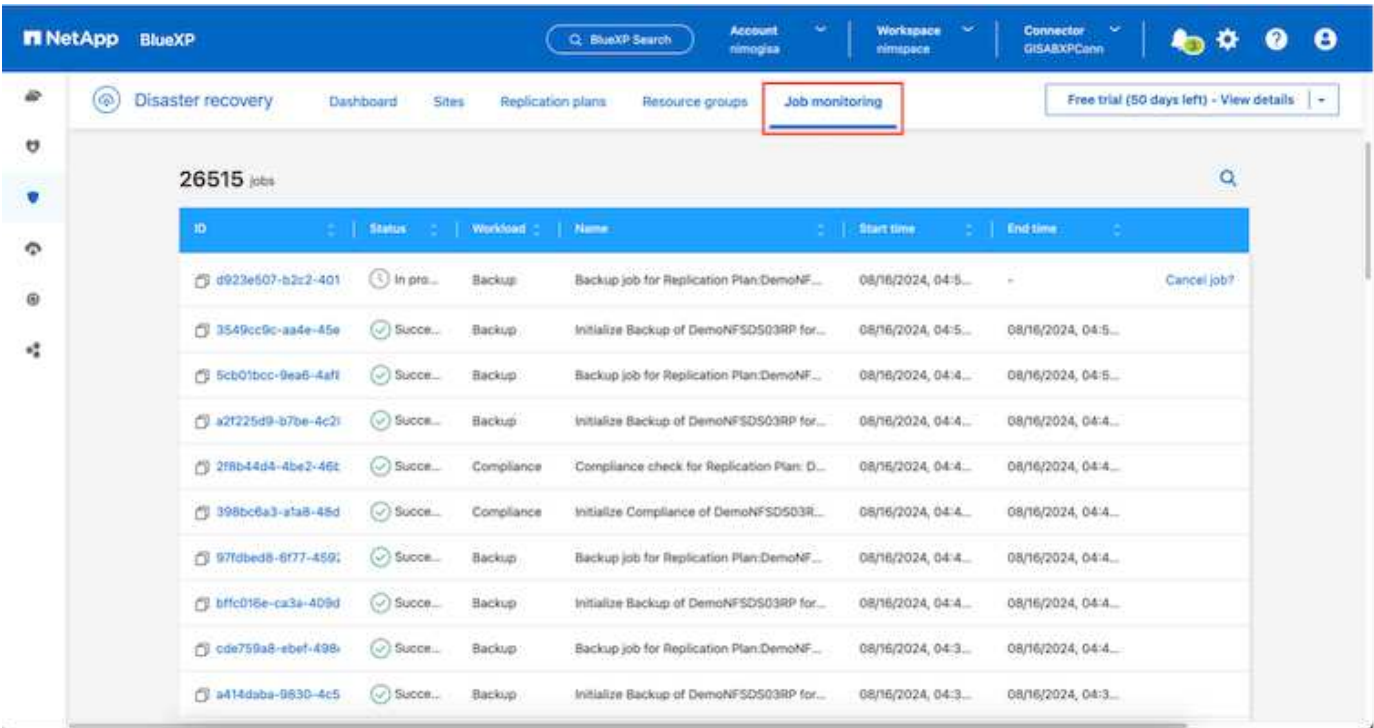 NetApp BlueXP BlueXP Search Account nimogisa Workspace nimspace Connector GISABXPConn 3
Disaster recovery Dashboard Sites Replication plans Resource groups Job monitoring Free trial (50 days left) - View details
26515 jobs
ID Status Workload Name Start time End time
d923e507-b2c2-401 In pro... Backup Backup job for Replication Plan:DemoNF... 08/16/2024, 04:5... - Cancel job?
3549cc9c-aa4e-45e Succe... Backup Initialize Backup of DemoNFSDS03RP for... 08/16/2024, 04:5... 08/16/2024, 04:5...
5cb01bcc-9ea6-4af8 Succe... Backup Backup job for Replication Plan:DemoNF... 08/16/2024, 04:4... 08/16/2024, 04:5...
a2f225d9-b7be-4c2 Succe... Backup Initialize Backup of DemoNFSDS03RP for... 08/16/2024, 04:4... 08/16/2024, 04:4...
2f8b44d4-4be2-46 Succe... Compliance Compliance check for Replication Plan: D... 08/16/2024, 04:4... 08/16/2024, 04:4...
398bc6a3-a1a8-48d Succe... Compliance Initialize Compliance of DemoNFSDS03R... 08/16/2024, 04:4... 08/16/2024, 04:4...
97fdbed8-6f77-459 Succe... Backup Backup job for Replication Plan:DemoNF... 08/16/2024, 04:4... 08/16/2024, 04:4...
bffc016e-ca3a-409d Succe... Backup Initialize Backup of DemoNFSDS03RP for... 08/16/2024, 04:4... 08/16/2024, 04:4...
cde759a8-ebef-498 Succe... Backup Backup job for Replication Plan:DemoNF... 08/16/2024, 04:3... 08/16/2024, 04:4...
a414daba-9830-4c5 Succe... Backup Initialize Backup of DemoNFSDS03RP for... 08/16/2024, 04:3... 08/16/2024, 04:3...